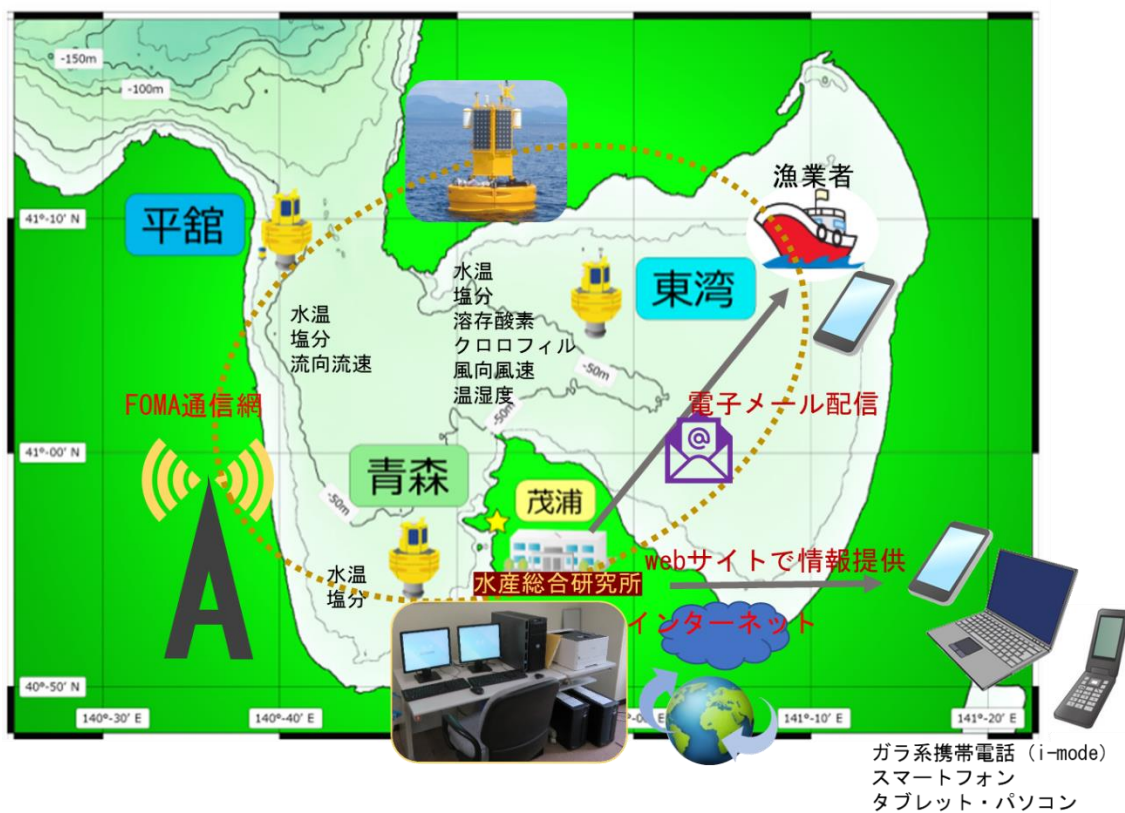 -150m
-100m
漁業者
41°-10′ N
平舘
水温
塩分
溶存酸素
クロロフィル
風向風速
温湿度
東湾
水温
塩分
流向流速
-50m
FOMA通信網
電子メール配信
@
-50m
41°-00′ N
青森
-50m
茂浦
水温
塩分
水産総合研究所
webサイトで情報提供
インターネット
40°-50′ N
140°-30′ E
140°-40′ E
141°-10′ E
141°-20′ E
ガラ系携帯電話（i-mode）
スマートフォン
タブレット・パソコン